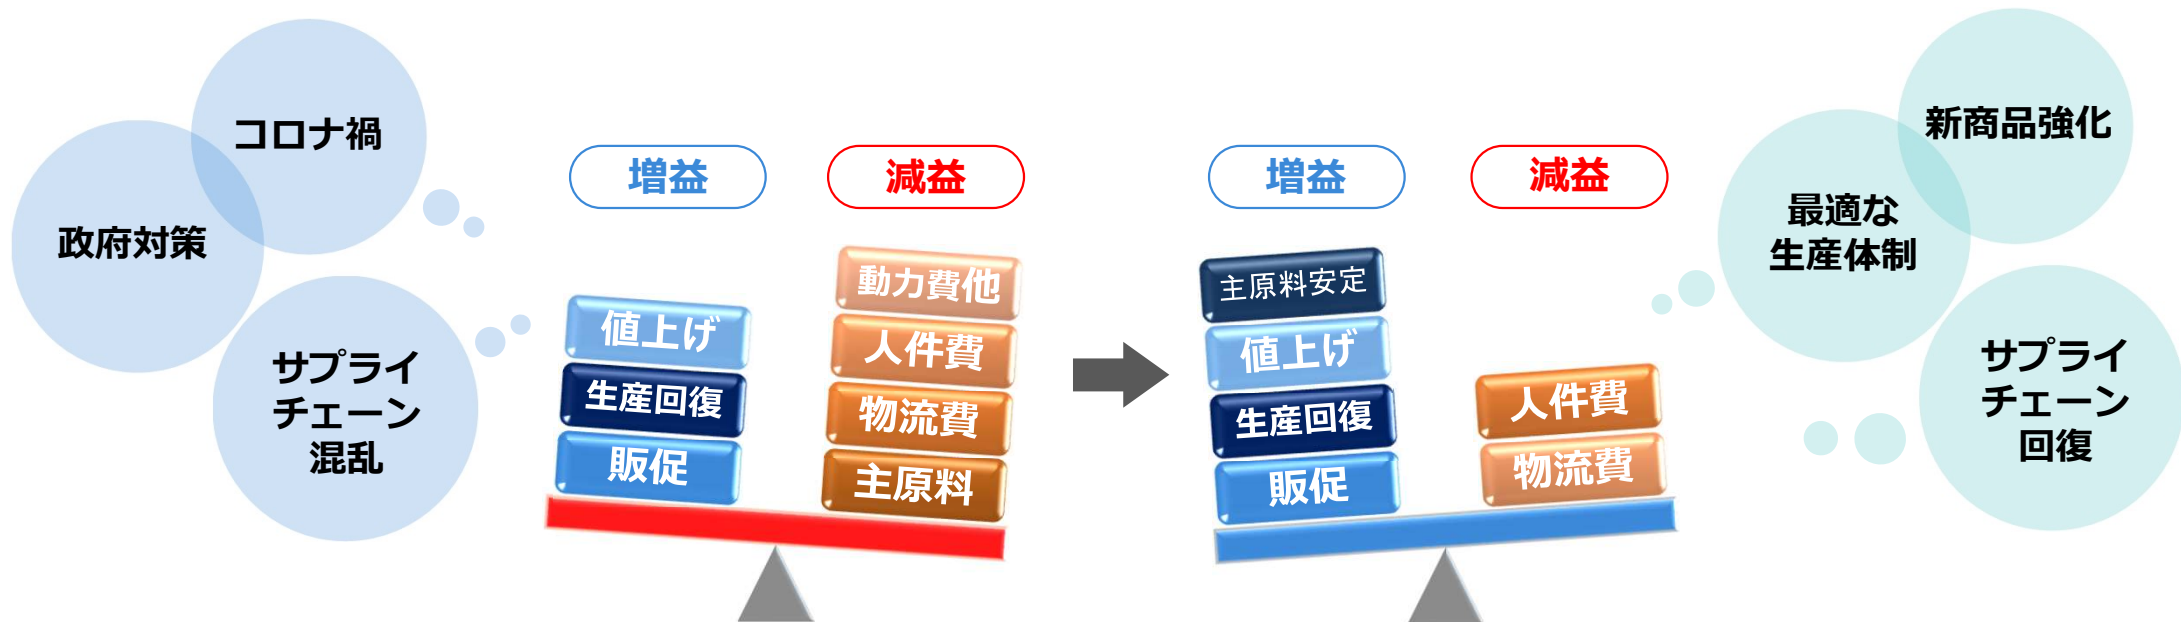 コロナ禍
政府対策
サプライ
チェーン
混乱
増益
減益
値上げ
生産回復
販促
動力費他
人件費
物流費
主原料
増益
減益
主原料安定
値上げ
生産回復
販促
人件費
物流費
新商品強化
最適な
生産体制
サプライ
チェーン
回復